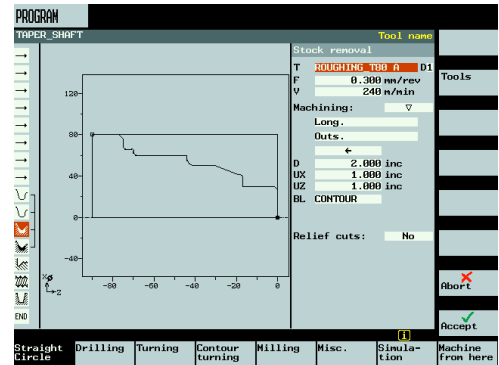 PROGRAM
TAPER_SHAFT Tool name
Stock removal
T ROUGHING_T80 A D1
F 0.300 mm/rev
V 240 m/min
Machining: ▽
Long.
Outs.
←
D 2.000 inc
UX 1.000 inc
UZ 1.000 inc
BL CONTOUR
Relief cuts: No
Tools
Abort
Accept
120
80
40
0
-40
-80 -60 -40 -20 0
X
Z
END
i
Straight Circle
Drilling
Turning
Contour turning
Milling
Misc.
Simula-tion
Machine from here